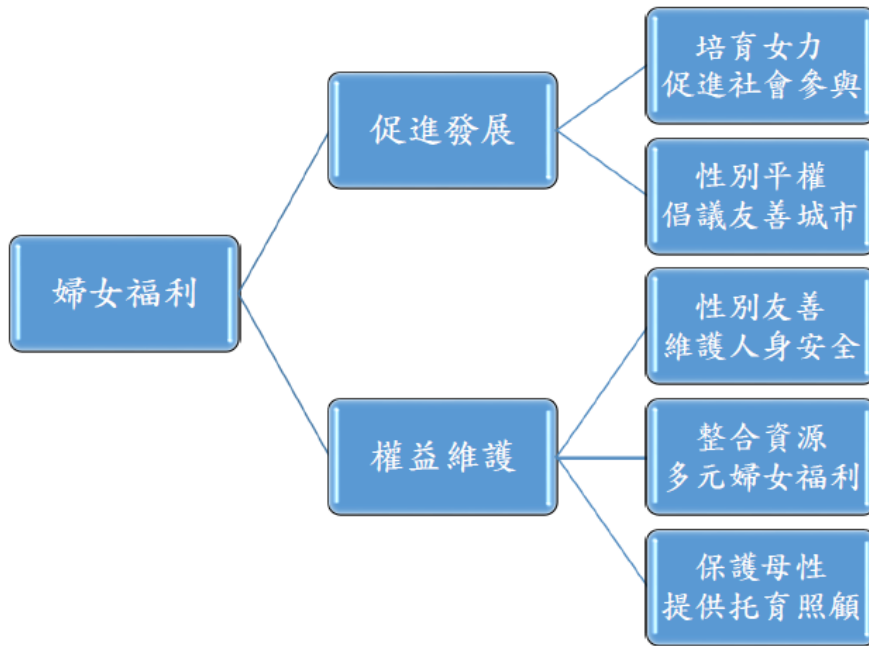 婦女福利
促進發展
培育女力
促進社會參與
性別平權
倡議友善城市
權益維護
性別友善
維護人身安全
整合資源
多元婦女福利
保護母性
提供托育照顧